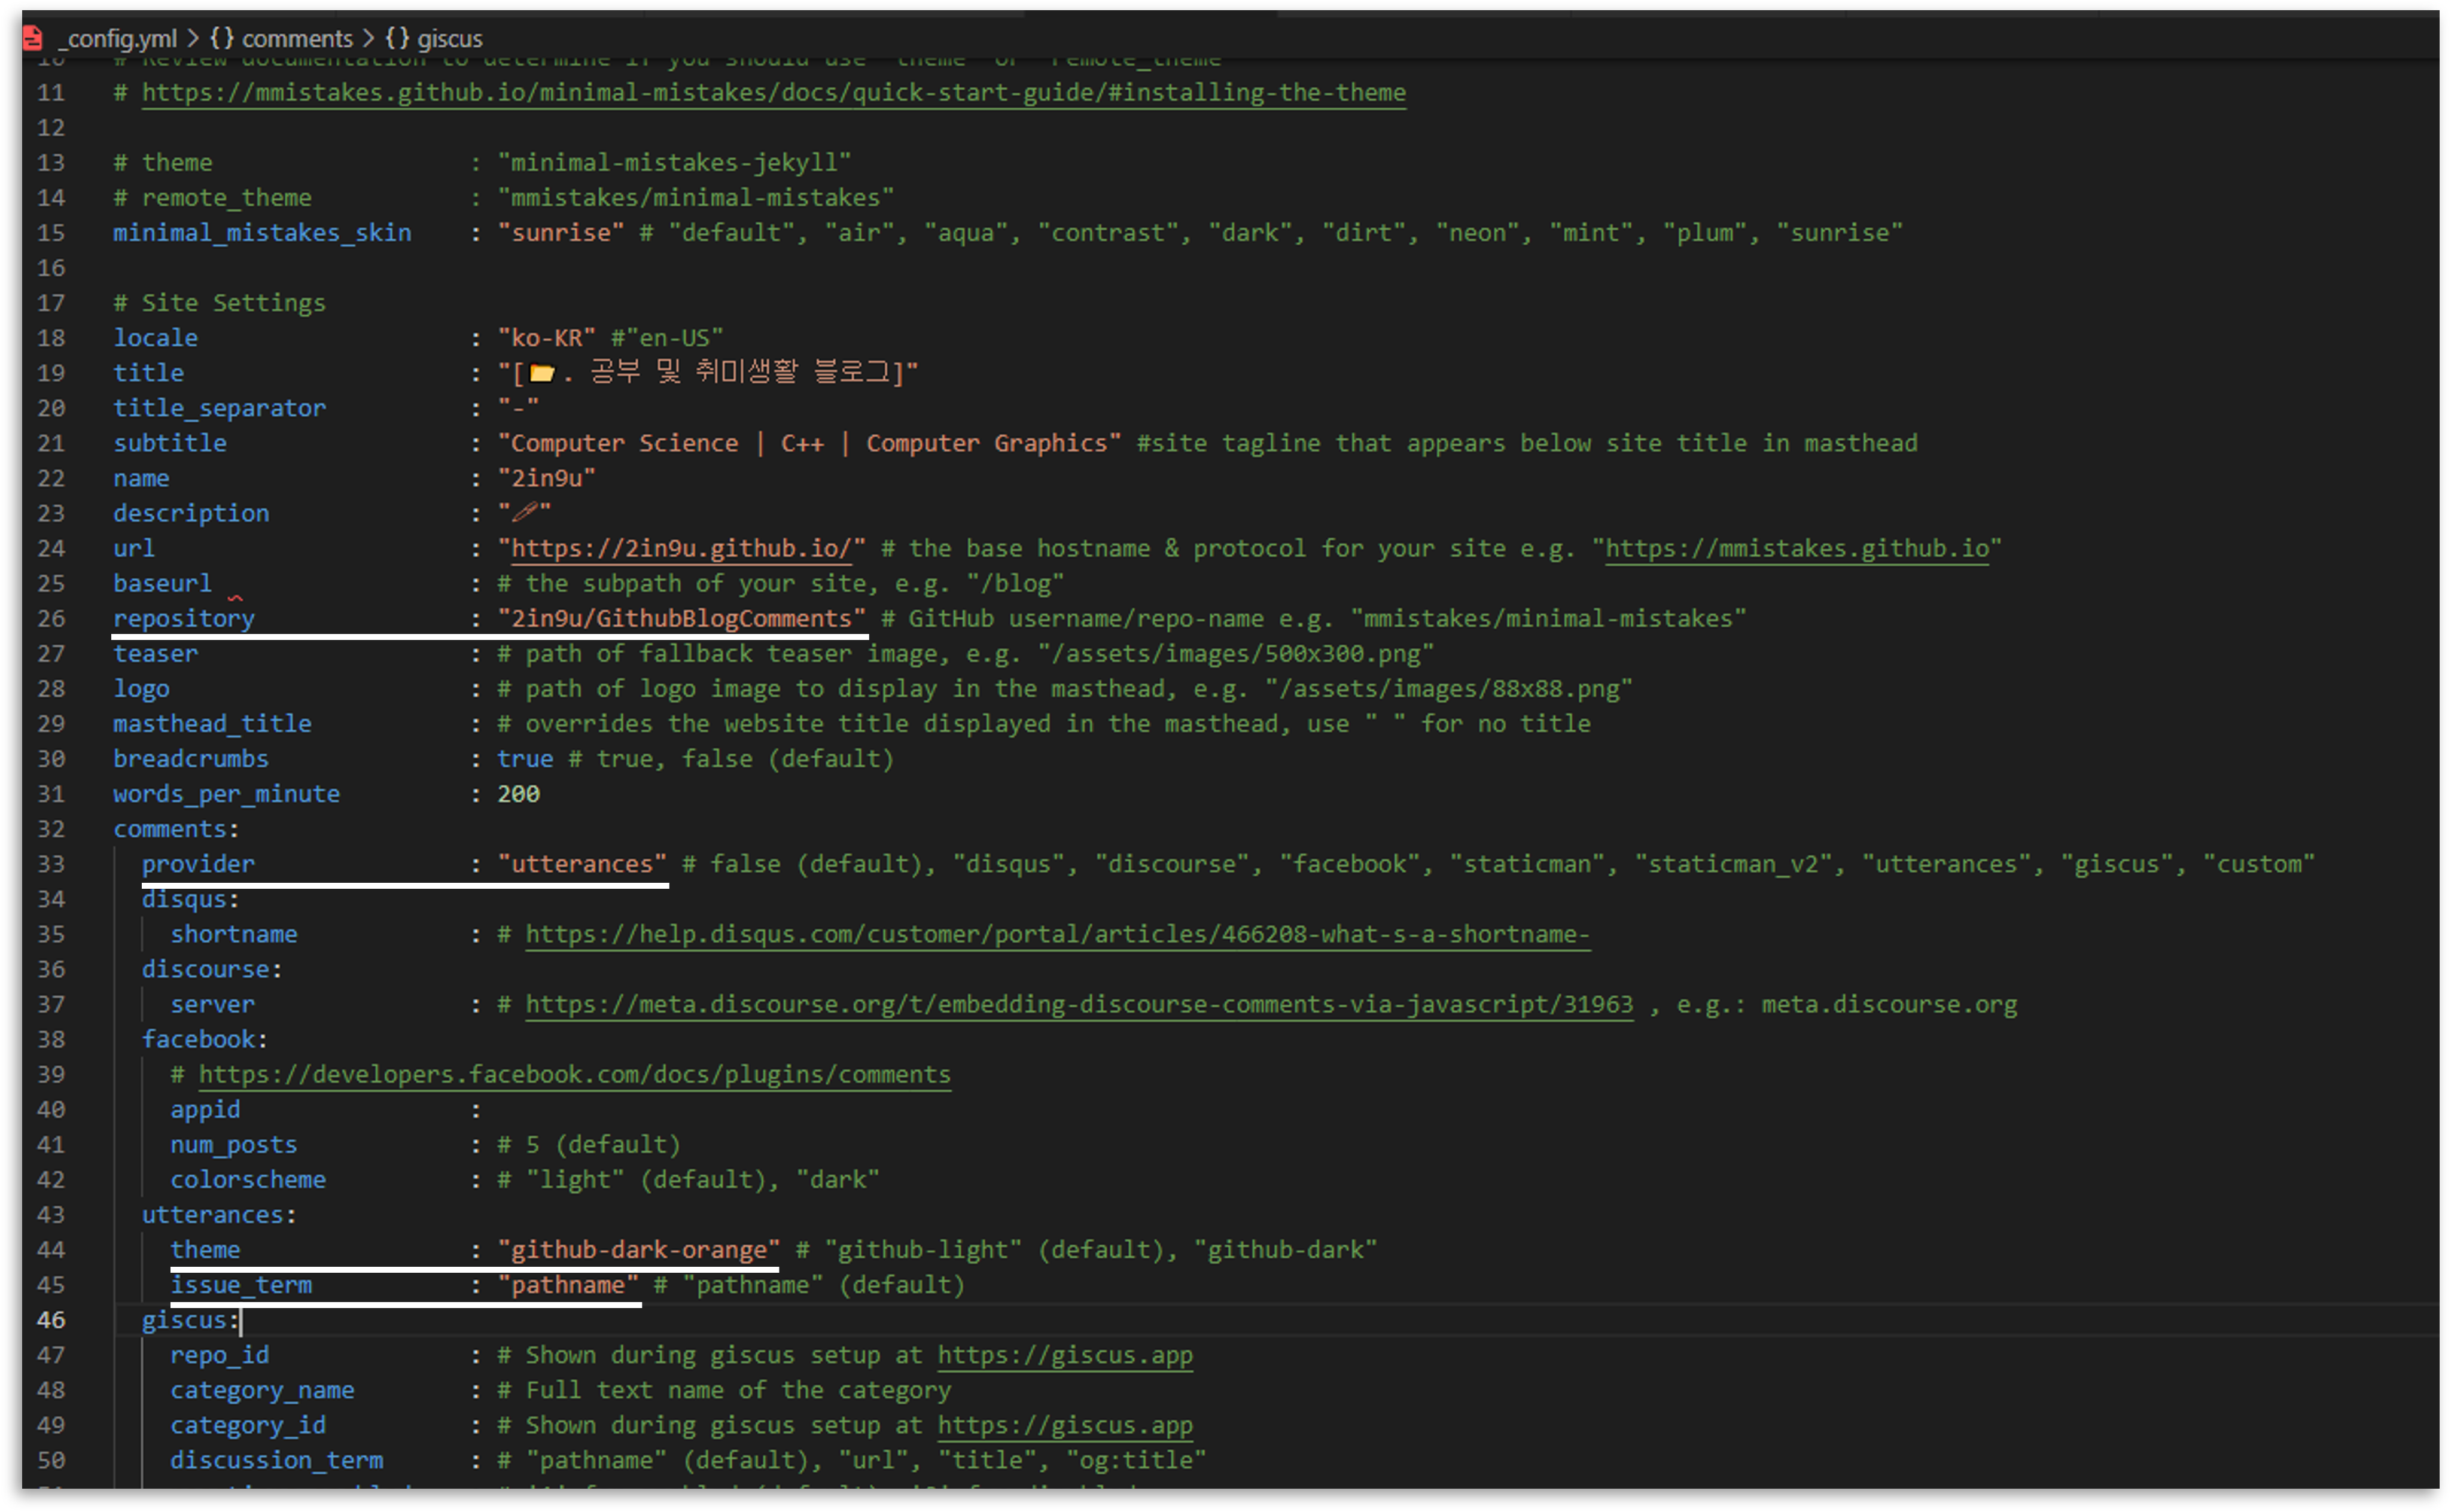 _config.yml > {} comments > {} giscus
10 # Review documentation to determine if you should use `theme` or `remote_theme`
11 # https://mmistakes.github.io/minimal-mistakes/docs/quick-start-guide/#installing-the-theme
12
13 # theme : "minimal-mistakes-jekyll"
14 # remote_theme : "mmistakes/minimal-mistakes"
15 minimal_mistakes_skin : "sunrise" # "default", "air", "aqua", "contrast", "dark", "dirt", "neon", "mint", "plum", "sunrise"
16
17 # Site Settings
18 locale : "ko-KR" #"en-US"
19 title : "[📂. 공부 및 취미생활 블로그]"
20 title_separator : "-"
21 subtitle : "Computer Science | C++ | Computer Graphics" #site tagline that appears below site title in masthead
22 name : "2in9u"
23 description : "🖊"
24 url : "https://2in9u.github.io/" # the base hostname & protocol for your site e.g. "https://mmistakes.github.io"
25 baseurl : # the subpath of your site, e.g. "/blog"
26 repository : "2in9u/GithubBlogComments" # GitHub username/repo-name e.g. "mmistakes/minimal-mistakes"
27 teaser : # path of fallback teaser image, e.g. "/assets/images/500x300.png"
28 logo : # path of logo image to display in the masthead, e.g. "/assets/images/88x88.png"
29 masthead_title : # overrides the website title displayed in the masthead, use " " for no title
30 breadcrumbs : true # true, false (default)
31 words_per_minute : 200
32 comments:
33 provider : "utterances" # false (default), "disqus", "discourse", "facebook", "staticman", "staticman_v2", "utterances", "giscus", "custom"
34 disqus:
35 shortname : # https://help.disqus.com/customer/portal/articles/466208-what-s-a-shortname-
36 discourse:
37 server : # https://meta.discourse.org/t/embedding-discourse-comments-via-javascript/31963 , e.g.: meta.discourse.org
38 facebook:
39 # https://developers.facebook.com/docs/plugins/comments
40 appid :
41 num_posts : # 5 (default)
42 colorscheme : # "light" (default), "dark"
43 utterances:
44 theme : "github-dark-orange" # "github-light" (default), "github-dark"
45 issue_term : "pathname" # "pathname" (default)
46 giscus:
47 repo_id : # Shown during giscus setup at https://giscus.app
48 category_name : # Full text name of the category
49 category_id : # Shown during giscus setup at https://giscus.app
50 discussion_term : # "pathname" (default), "url", "title", "og:title"